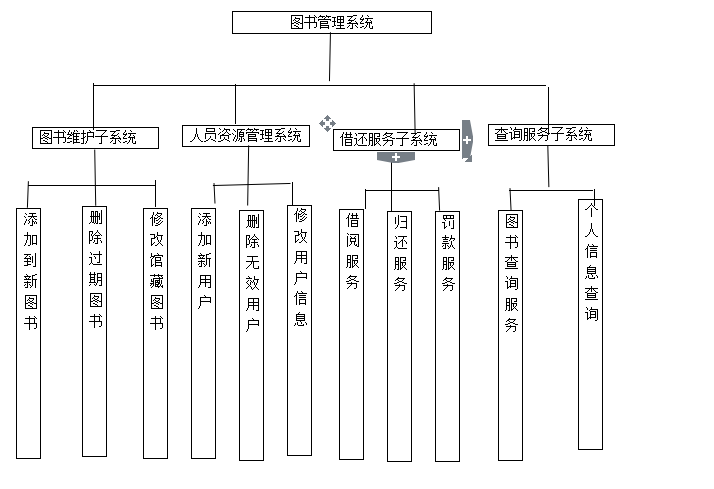 图书管理系统
图书维护子系统
人员资源管理系统
借还服务子系统
查询服务子系统
添加到新图书
删除过期图书
修改馆藏图书
添加新用户
删除无效用户
修改用户信息
借阅服务
归还服务
罚款服务
图书查询服务
个人信息查询